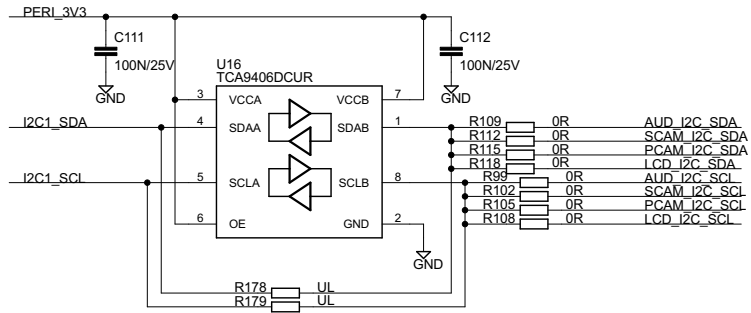 PERI_3V3
C111
100N/25V
GND
C112
100N/25V
GND
U16
TCA9406DCUR
3 VCCA VCCB 7
I2C1_SDA 4 SDAA SDAB 1
I2C1_SCL 5 SCLA SCLB 8
6 OE GND 2
GND
R109 0R AUD_I2C_SDA
R112 0R SCAM_I2C_SDA
R115 0R PCAM_I2C_SDA
R118 0R LCD_I2C_SDA
R99 0R AUD_I2C_SCL
R102 0R SCAM_I2C_SCL
R105 0R PCAM_I2C_SCL
R108 0R LCD_I2C_SCL
R178 UL
R179 UL